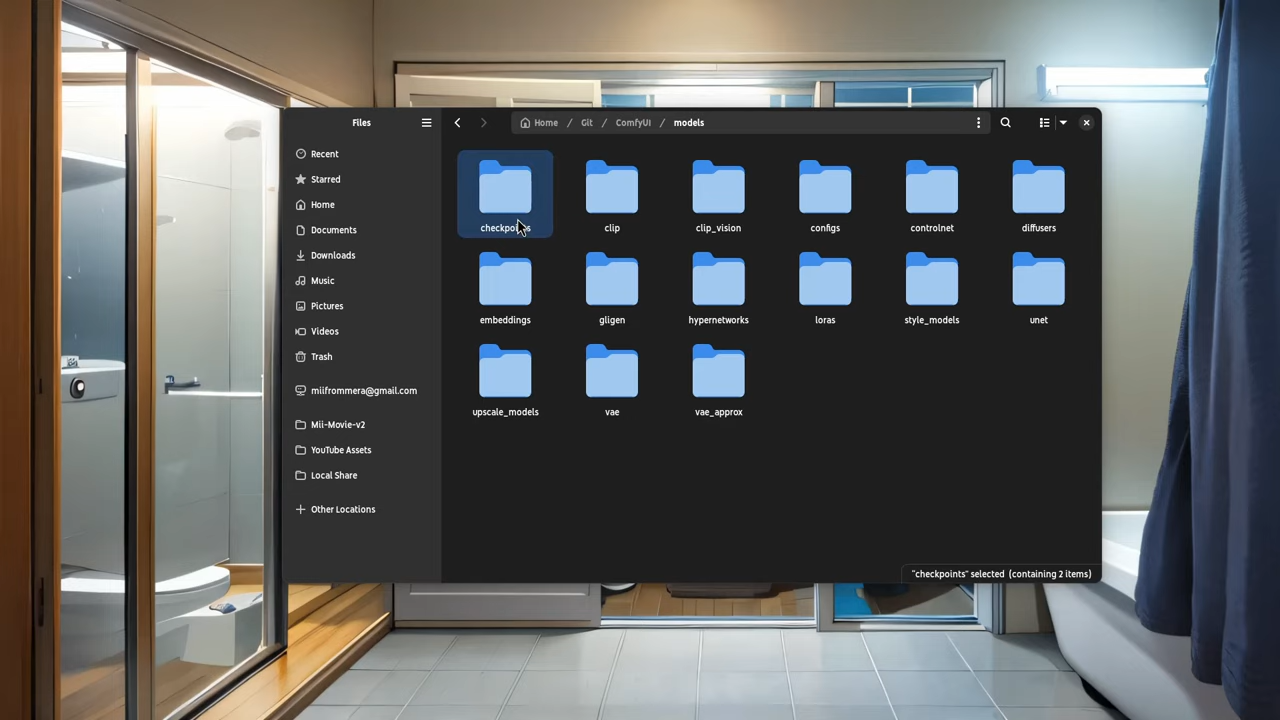 Files
Home / Git / ComfyUI / models
Recent
Starred
Home
Documents
Downloads
Music
Pictures
Videos
Trash
miifrommera@gmail.com
Mii-Movie-v2
YouTube Assets
Local Share
Other Locations
checkpoints clip clip_vision configs controlnet diffusers
embeddings gligen hypernetworks loras style_models unet
upscale_models vae vae_approx
"checkpoints" selected (containing 2 items)